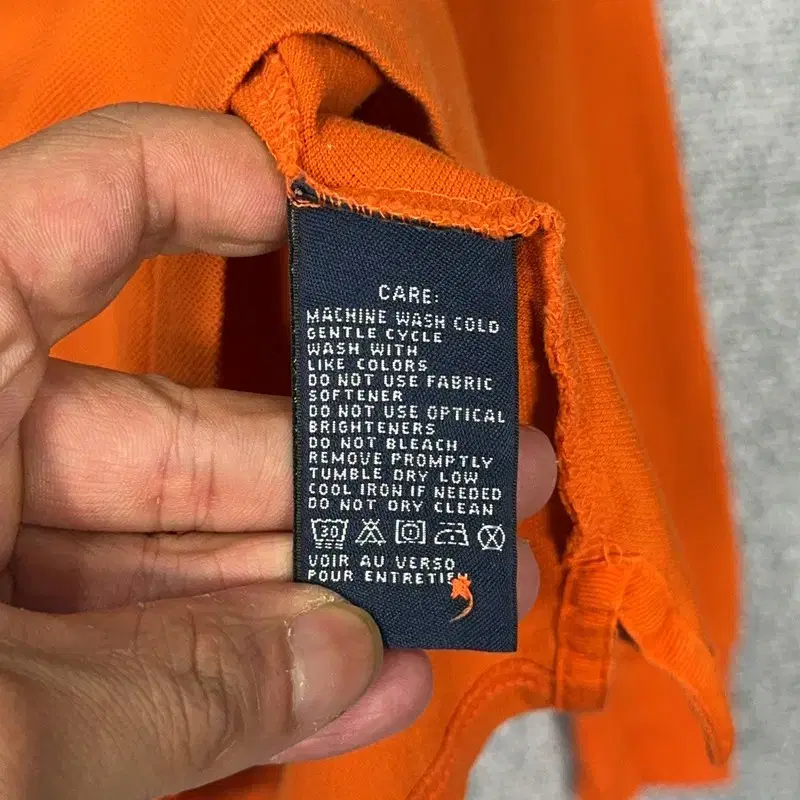 CARE:
MACHINE WASH COLD
GENTLE CYCLE
WASH WITH
LIKE COLORS
DO NOT USE FABRIC
SOFTENER
DO NOT USE OPTICAL
BRIGHTENERS
DO NOT BLEACH
REMOVE PROMPTLY
TUMBLE DRY LOW
COOL IRON IF NEEDED
DO NOT DRY CLEAN
30
VOIR AU VERSO
POUR ENTRETIEN